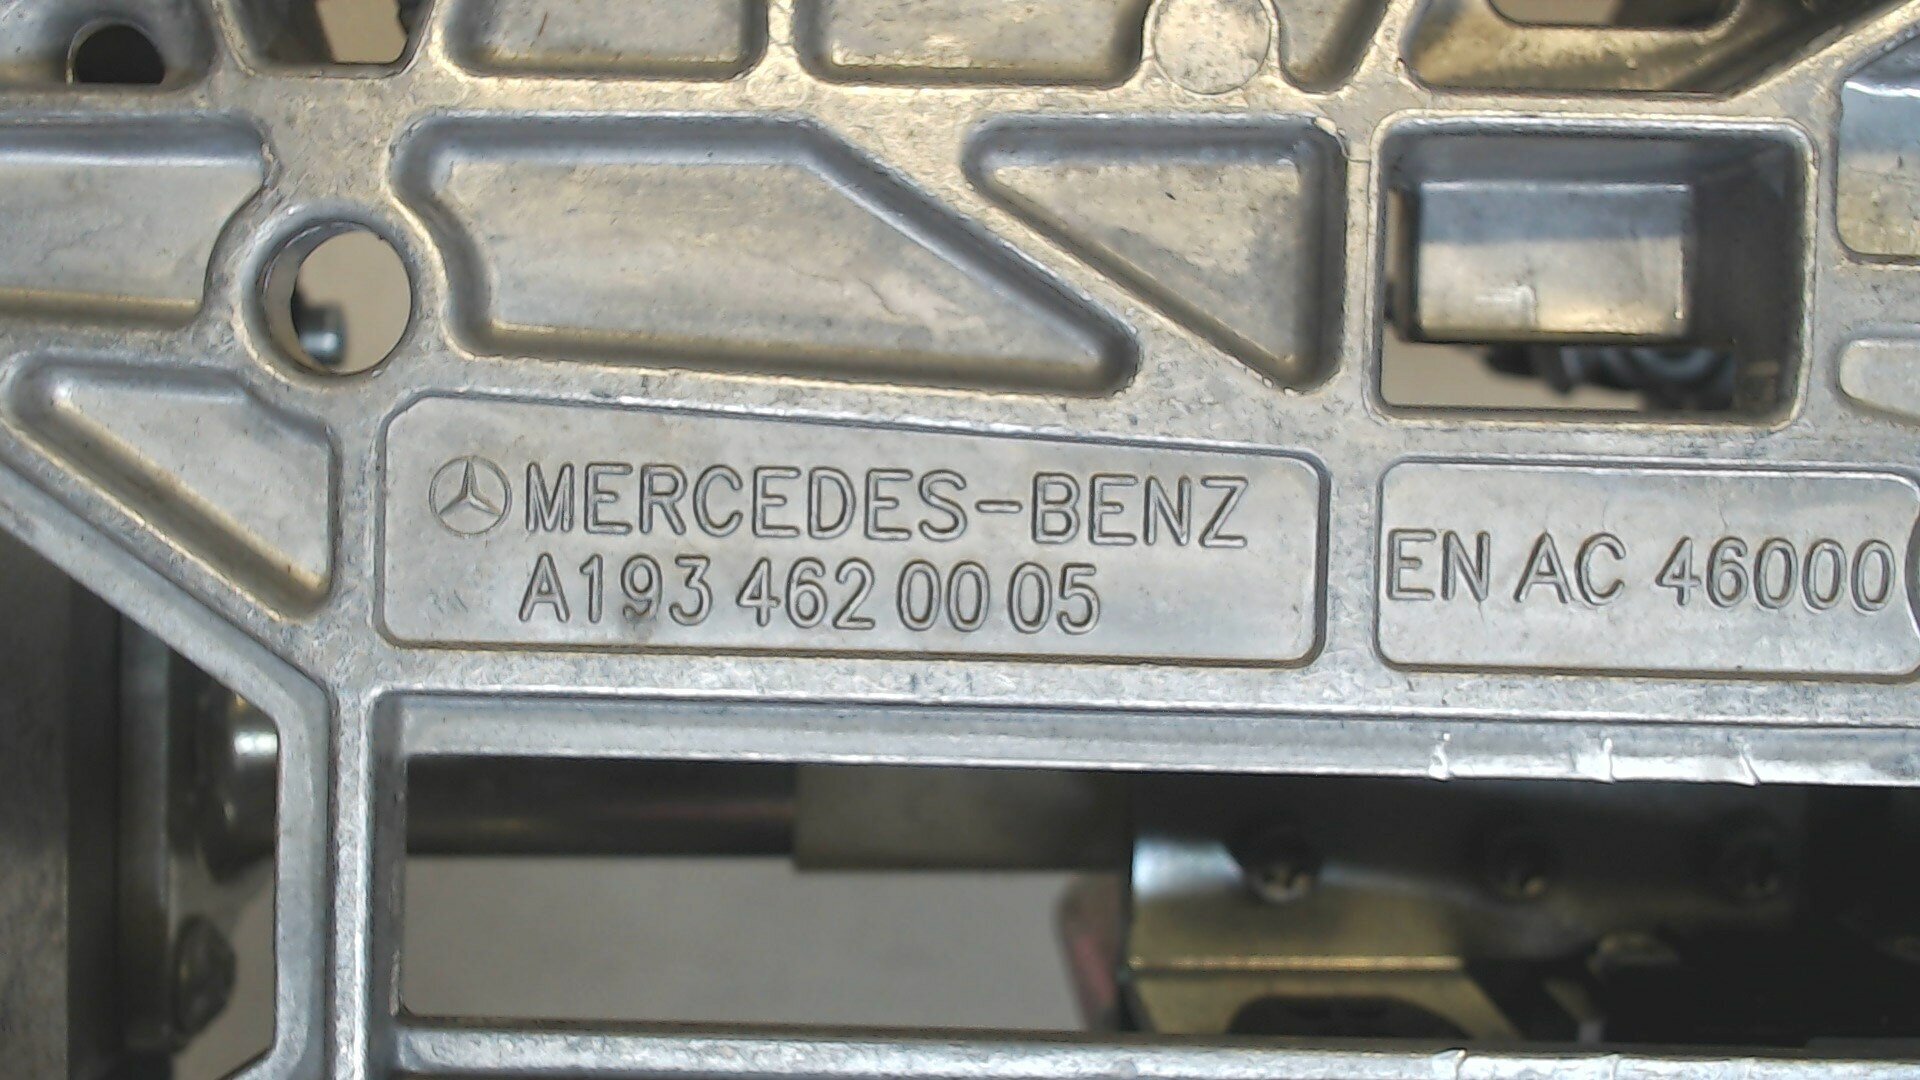 MERCEDES-BENZ
A193 462 00 05
EN AC 46000